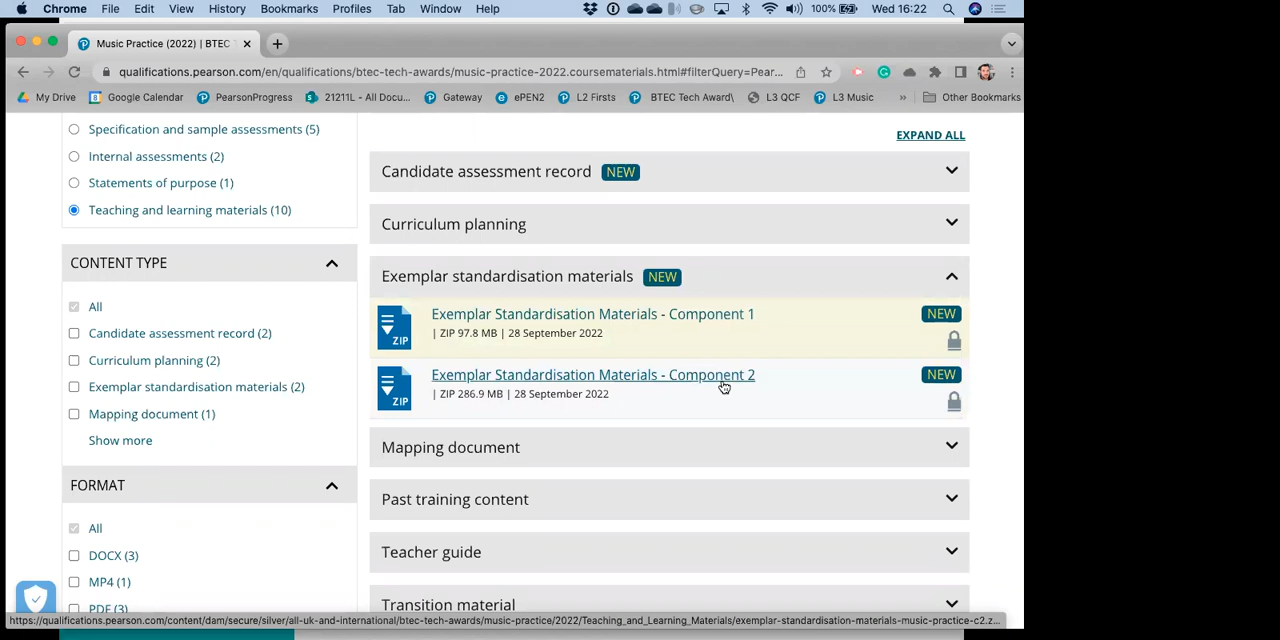 Chrome File Edit View History Bookmarks Profiles Tab Window Help 100% Wed 16:22
Music Practice (2022) | BTEC
qualifications.pearson.com/en/qualifications/btec-tech-awards/music-practice-2022.coursematerials.html#filterQuery=Pear...
My Drive Google Calendar PearsonProgress 21211L - All Docu... Gateway ePEN2 L2 Firsts BTEC Tech Award\ L3 QCF L3 Music » Other Bookmarks
Specification and sample assessments (5)
Internal assessments (2)
Statements of purpose (1)
Teaching and learning materials (10)
CONTENT TYPE
All
Candidate assessment record (2)
Curriculum planning (2)
Exemplar standardisation materials (2)
Mapping document (1)
Show more
FORMAT
All
DOCX (3)
MP4 (1)
PDF (3)
EXPAND ALL
Candidate assessment record NEW
Curriculum planning
Exemplar standardisation materials NEW
ZIP
Exemplar Standardisation Materials - Component 1 NEW
| ZIP 97.8 MB | 28 September 2022
ZIP
Exemplar Standardisation Materials - Component 2 NEW
| ZIP 286.9 MB | 28 September 2022
Mapping document
Past training content
Teacher guide
Transition material
https://qualifications.pearson.com/content/dam/secure/silver/all-uk-and-international/btec-tech-awards/music-practice/2022/Teaching_and_Learning_Materials/exemplar-standardisation-materials-music-practice-c2.z...